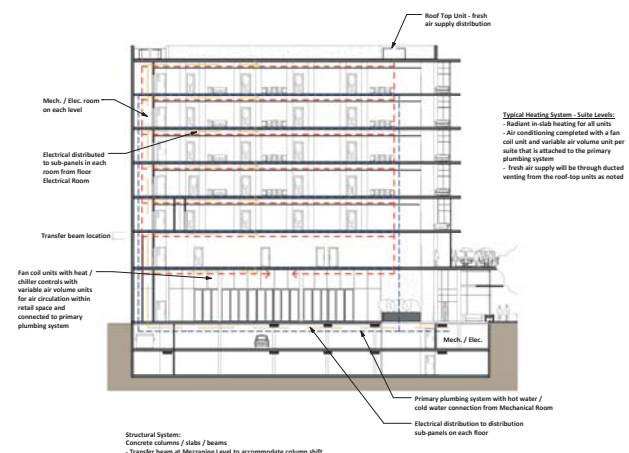 Roof Top Unit - fresh
air supply distribution
Mech. / Elec. room
on each level
Typical Heating System - Suite Levels:
- Radiant in-slab heating for all units
- Air conditioning completed with a fan
coil unit and variable air volume unit per
suite that is attached to the primary
plumbing system
- fresh air supply will be through ducted
venting from the roof-top units as noted
Electrical distributed
to sub-panels in each
room from floor
Electrical Room
Transfer beam location
Fan coil units with heat /
chiller controls with
variable air volume units
for air circulation within
retail space and
connected to primary
plumbing system
Mech. / Elec.
Primary plumbing system with hot water /
cold water connection from Mechanical Room
Electrical distribution to distribution
sub-panels on each floor
Structural System:
Concrete columns / slabs / beams
- Transfer beam at Mezzanine Level to accommodate column shift